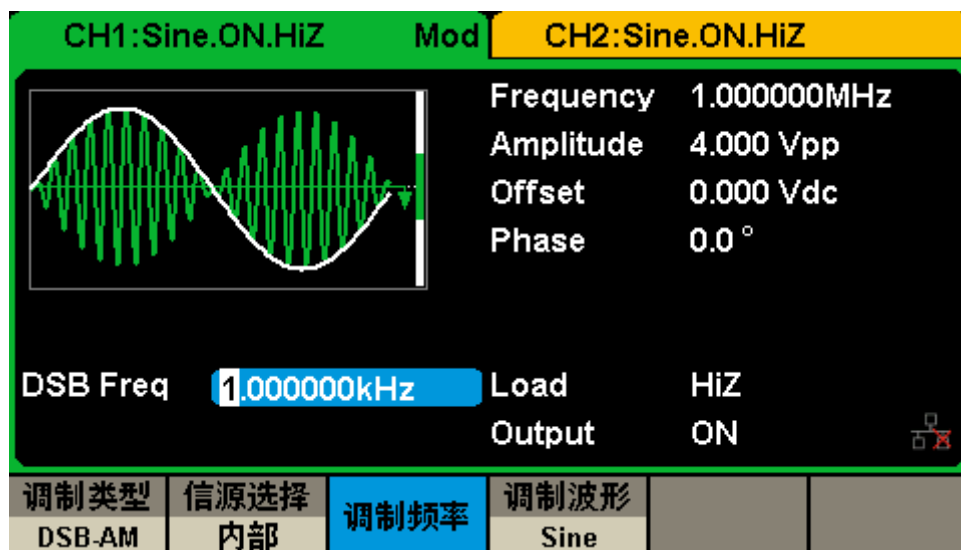 CH1:Sine.ON.HiZ Mod CH2:Sine.ON.HiZ
Frequency 1.000000MHz
Amplitude 4.000 Vpp
Offset 0.000 Vdc
Phase 0.0 °
DSB Freq 1.000000kHz Load HiZ
Output ON
调制类型 信源选择 调制频率 调制波形
DSB-AM 内部 Sine